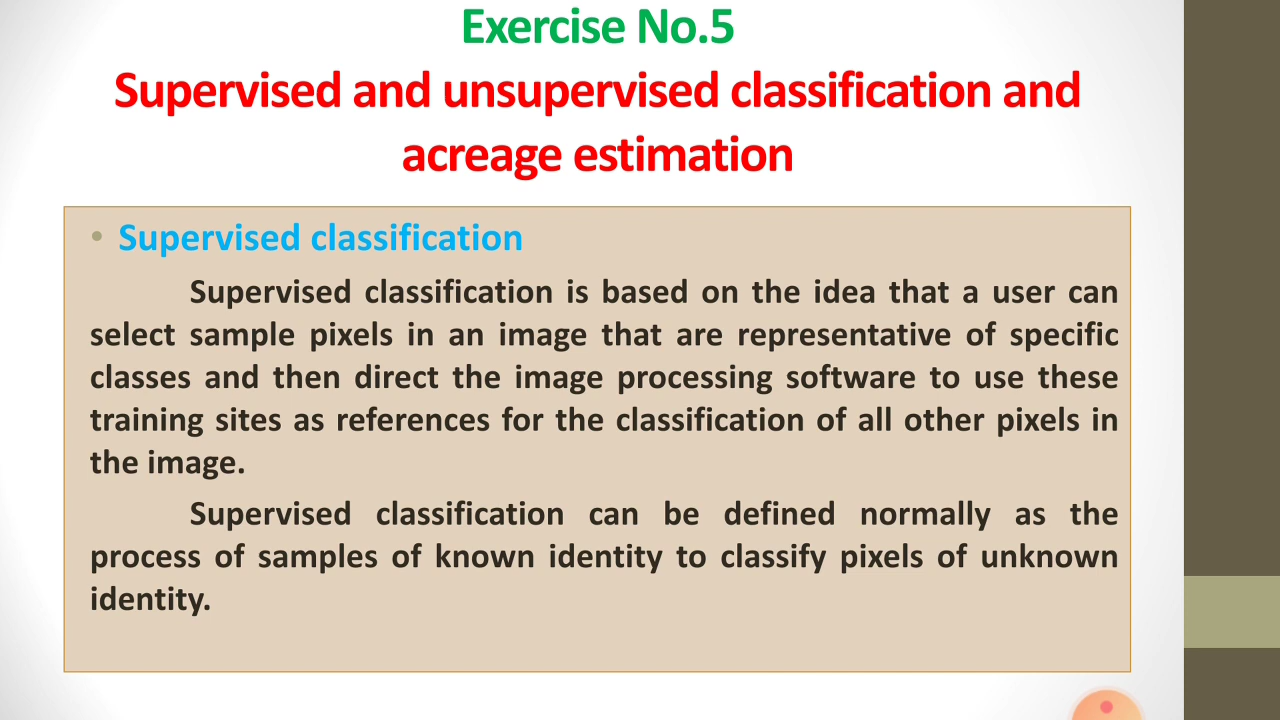 Exercise No.5
Supervised and unsupervised classification and
acreage estimation
• Supervised classification
Supervised classification is based on the idea that a user can
select sample pixels in an image that are representative of specific
classes and then direct the image processing software to use these
training sites as references for the classification of all other pixels in
the image.
Supervised classification can be defined normally as the
process of samples of known identity to classify pixels of unknown
identity.